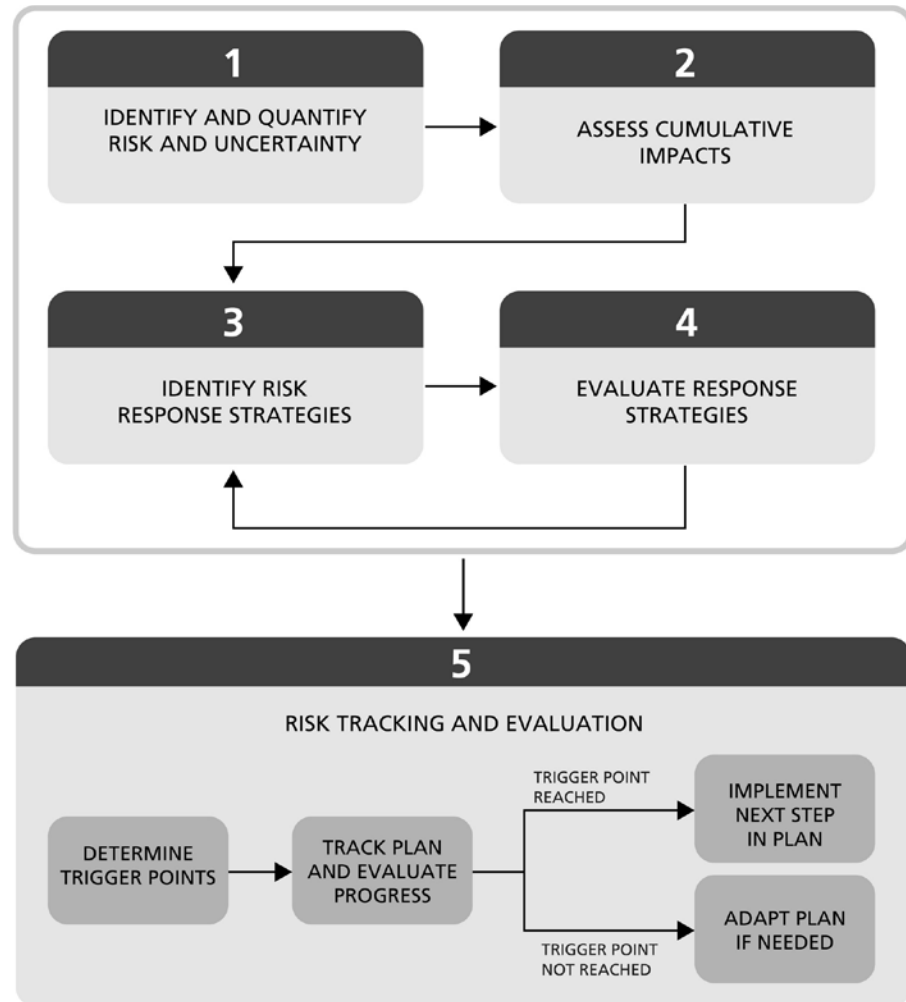 1
IDENTIFY AND QUANTIFY
RISK AND UNCERTAINTY
2
ASSESS CUMULATIVE
IMPACTS
3
IDENTIFY RISK
RESPONSE STRATEGIES
4
EVALUATE RESPONSE
STRATEGIES
5
RISK TRACKING AND EVALUATION
DETERMINE
TRIGGER POINTS
TRACK PLAN
AND EVALUATE
PROGRESS
TRIGGER POINT
REACHED
IMPLEMENT
NEXT STEP
IN PLAN
TRIGGER POINT
NOT REACHED
ADAPT PLAN
IF NEEDED